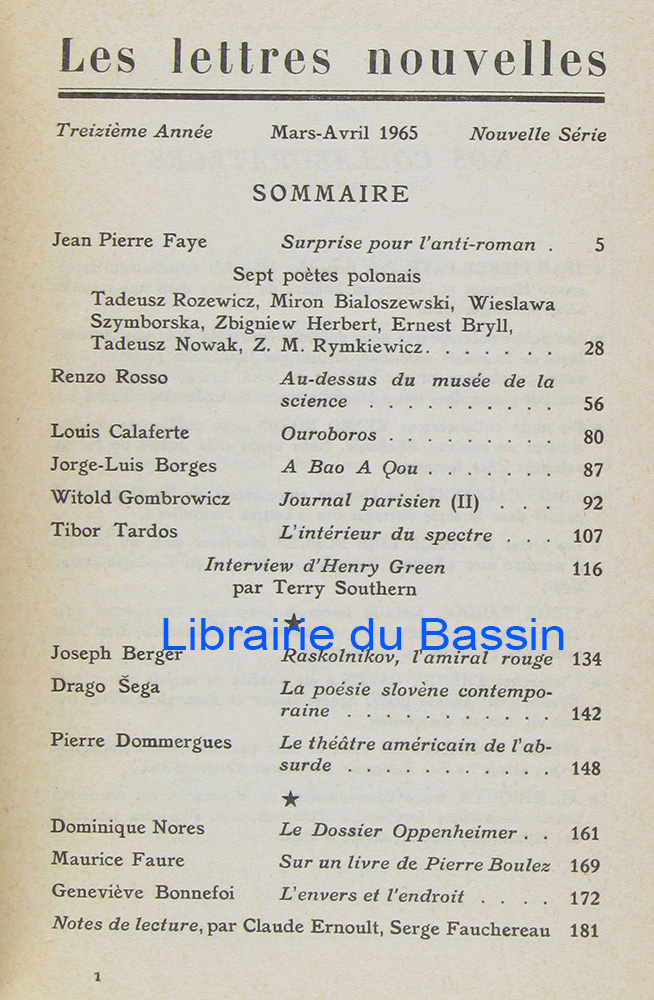 Les lettres nouvelles
Treizième Année Mars-Avril 1965 Nouvelle Série
SOMMAIRE
Jean Pierre Faye Surprise pour l'anti-roman . 5
Sept poètes polonais
Tadeusz Rozewicz, Miron Bialoszewski, Wieslawa
Szymborska, Zbigniew Herbert, Ernest Bryll,
Tadeusz Nowak, Z. M. Rymkiewicz. . . . . . . 28
Renzo Rosso Au-dessus du musée de la
science . . . . . . . . . . 56
Louis Calaferte Ouroboros . . . . . . . . . 80
Jorge-Luis Borges A Bao A Qou . . . . . . . 87
Witold Gombrowicz Journal parisien (II) . . . 92
Tibor Tardos L'intérieur du spectre . . . 107
Interview d'Henry Green 116
par Terry Southern
★
Librairie du Bassin
Joseph Berger Raskolnikov, l'amiral rouge 134
Drago Šega La poésie slovène contempo-
raine . . . . . . . . . . . 142
Pierre Dommergues Le théâtre américain de l'ab-
surde . . . . . . . . . . . 148
★
Dominique Nores Le Dossier Oppenheimer . . 161
Maurice Faure Sur un livre de Pierre Boulez 169
Geneviève Bonnefoi L'envers et l'endroit . . . . 172
Notes de lecture, par Claude Ernoult, Serge Fauchereau 181
1